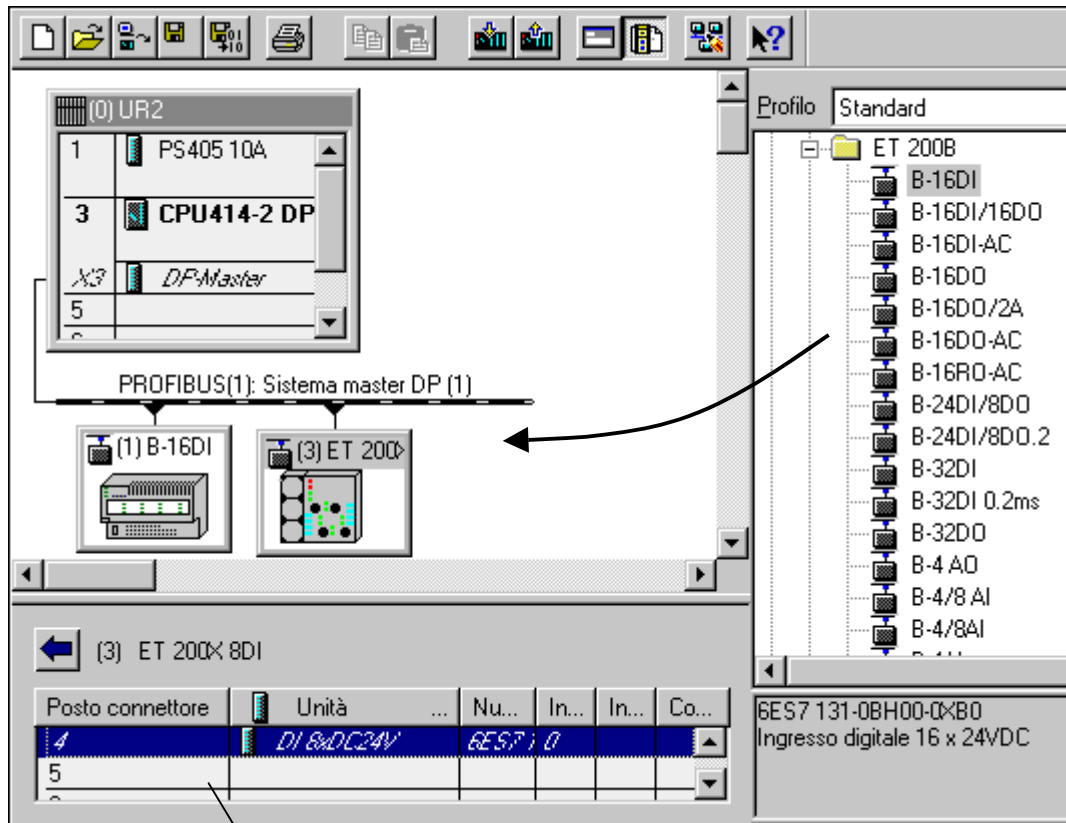 (0) UR2
1 PS405 10A
3 CPU414-2 DP
X3 DP-Master
5
PROFIBUS(1): Sistema master DP (1)
(1) B-16DI
(3) ET 200
Profilo Standard
ET 200B
B-16DI
B-16DI/16DO
B-16DI-AC
B-16DO
B-16DO/2A
B-16DO-AC
B-16RO-AC
B-24DI/8DO
B-24DI/8DO.2
B-32DI
B-32DI 0.2ms
B-32DO
B-4 AO
B-4/8 AI
B-4/8AI
(3) ET 200X 8DI
Posto connettore Unità ... Nu... In... In... Co...
4 DI 8xDC24V 6ES7 1 0
5
6ES7 131-0BH00-0XB0
Ingresso digitale 16 x 24VDC